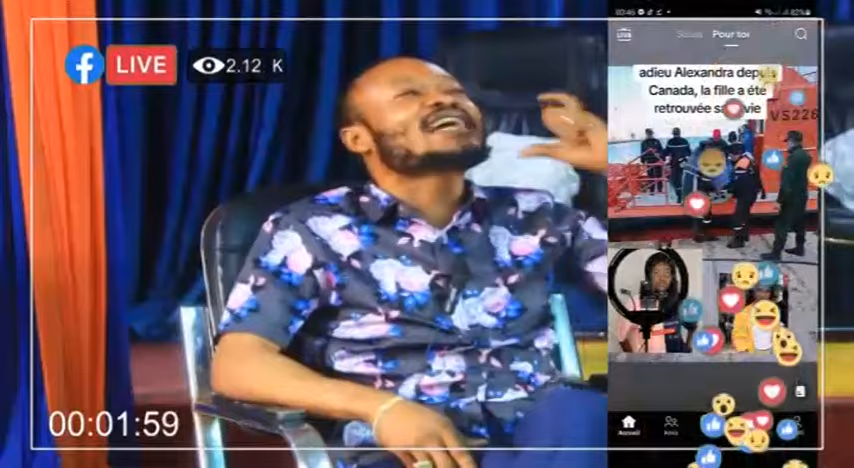 LIVE
2.12 K
00:01:59
LIVE
Pour toi
adieu Alexandra depuis
Canada, la fille a été
retrouvée vie
VS226
Accueil